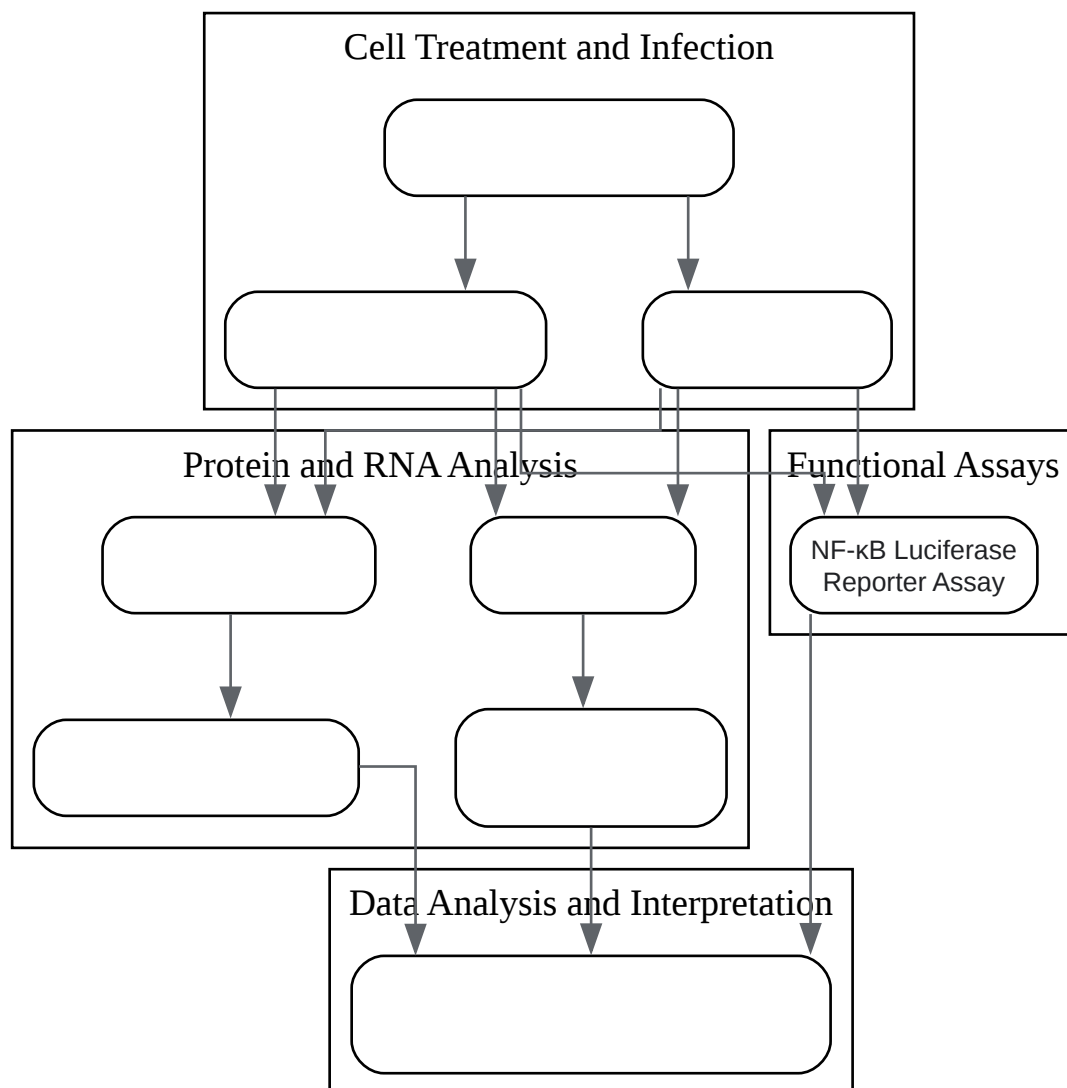 Cell Treatment and Infection
Protein and RNA Analysis
Functional Assays
NF-κB Luciferase
Reporter Assay
Data Analysis and Interpretation